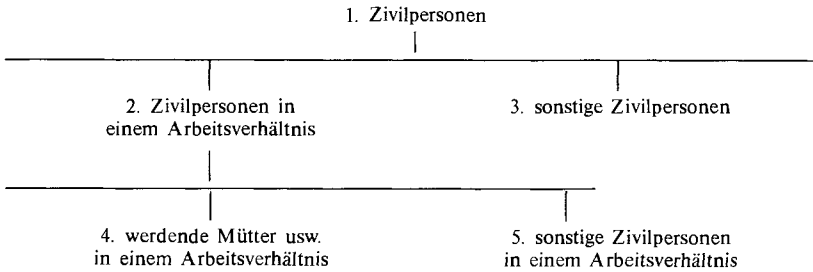 1. Zivilpersonen
2. Zivilpersonen in
einem Arbeitsverhältnis
3. sonstige Zivilpersonen
4. werdende Mütter usw.
in einem Arbeitsverhältnis
5. sonstige Zivilpersonen
in einem Arbeitsverhältnis